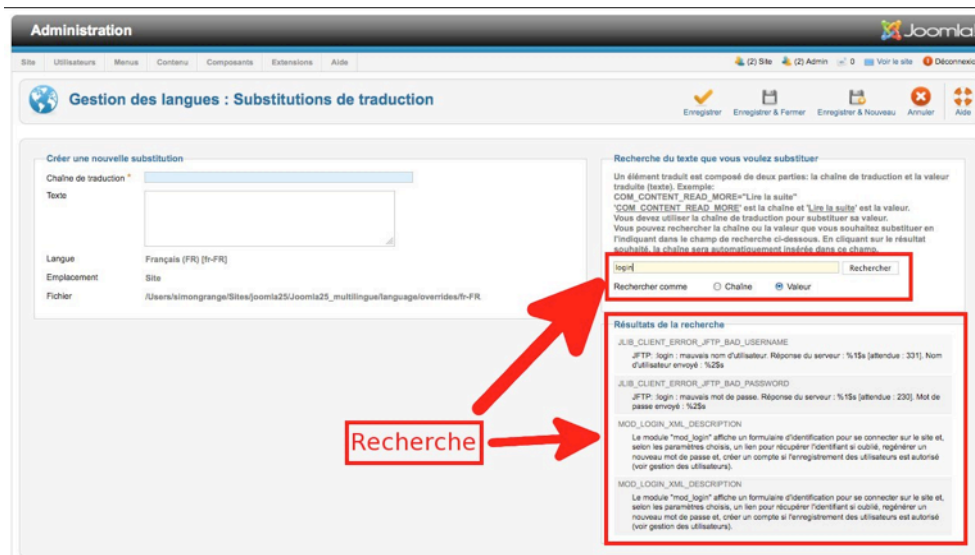 Administration
Joomla
Site Utilisateurs Menus Contenu Composants Extensions Aide
(2) Site (2) Admin 0 Voir le site Déconnexio
Gestion des langues : Substitutions de traduction
Enregistrer Enregistrer & Fermer Enregistrer & Nouveau Annuler Aide
Créer une nouvelle substitution
Chaîne de traduction *
Texte
Langue Français (FR) [fr-FR]
Emplacement Site
Fichier /Users/simongrange/Sites/joomla25/Joomla25_multilingue/language/overrides/fr-FR
Recherche du texte que vous voulez substituer
Un élément traduit est composé de deux parties: la chaîne de traduction et la valeur
traduite (texte). Example:
COM_CONTENT_READ_MORE="Lire la suite"
'COM_CONTENT_READ_MORE' est la chaîne et 'Lire la suite' est la valeur.
Vous devez utiliser la chaîne de traduction pour substituer sa valeur.
Vous pouvez rechercher la chaîne ou la valeur que vous souhaitez substituer en
l'indiquant dans le champ de recherche ci-dessous. En cliquant sur le résultat
souhaité, la chaîne sera automatiquement insérée dans ce champ.
login Rechercher
Rechercher comme Chaîne Valeur
Résultats de la recherche
JLIB_CLIENT_ERROR_JFTP_BAD_USERNAME
JFTP: :login : mauvais nom d'utilisateur. Réponse du serveur : %1$s [attendue : 331]. Nom
d'utilisateur envoyé : %2$s
JLIB_CLIENT_ERROR_JFTP_BAD_PASSWORD
JFTP: :login : mauvais mot de passe. Réponse du serveur : %1$s [attendue : 230]. Mot de
passe envoyé : %2$s
MOD_LOGIN_XML_DESCRIPTION
Le module "mod_login" affiche un formulaire d'identification pour se connecter sur le site et,
selon les paramètres choisis, un lien pour récupérer l'identifiant si oublié, regénérer un
nouveau mot de passe et, créer un compte si l'enregistrement des utilisateurs est autorisé
(voir gestion des utilisateurs).
MOD_LOGIN_XML_DESCRIPTION
Le module "mod_login" affiche un formulaire d'identification pour se connecter sur le site et,
selon les paramètres choisis, un lien pour récupérer l'identifiant si oublié, regénérer un
nouveau mot de passe et, créer un compte si l'enregistrement des utilisateurs est autorisé
(voir gestion des utilisateurs).
Recherche